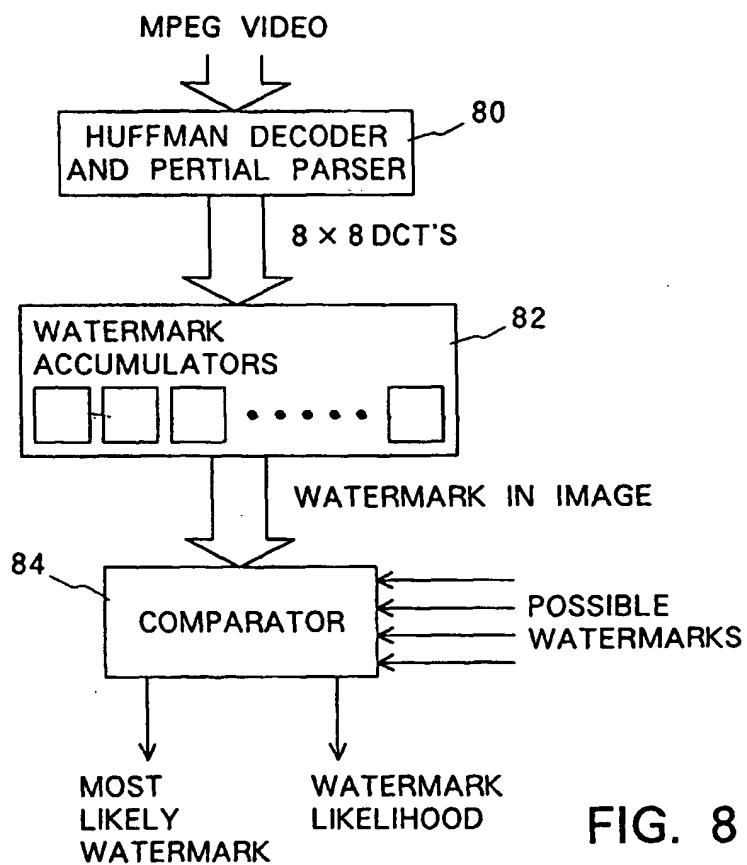 MPEG VIDEO
80
HUFFMAN DECODER
AND PERTIAL PARSER
8 × 8 DCT'S
82
WATERMARK
ACCUMULATORS
WATERMARK IN IMAGE
84
COMPARATOR
POSSIBLE
WATERMARKS
MOST
LIKELY
WATERMARK
WATERMARK
LIKELIHOOD
FIG. 8